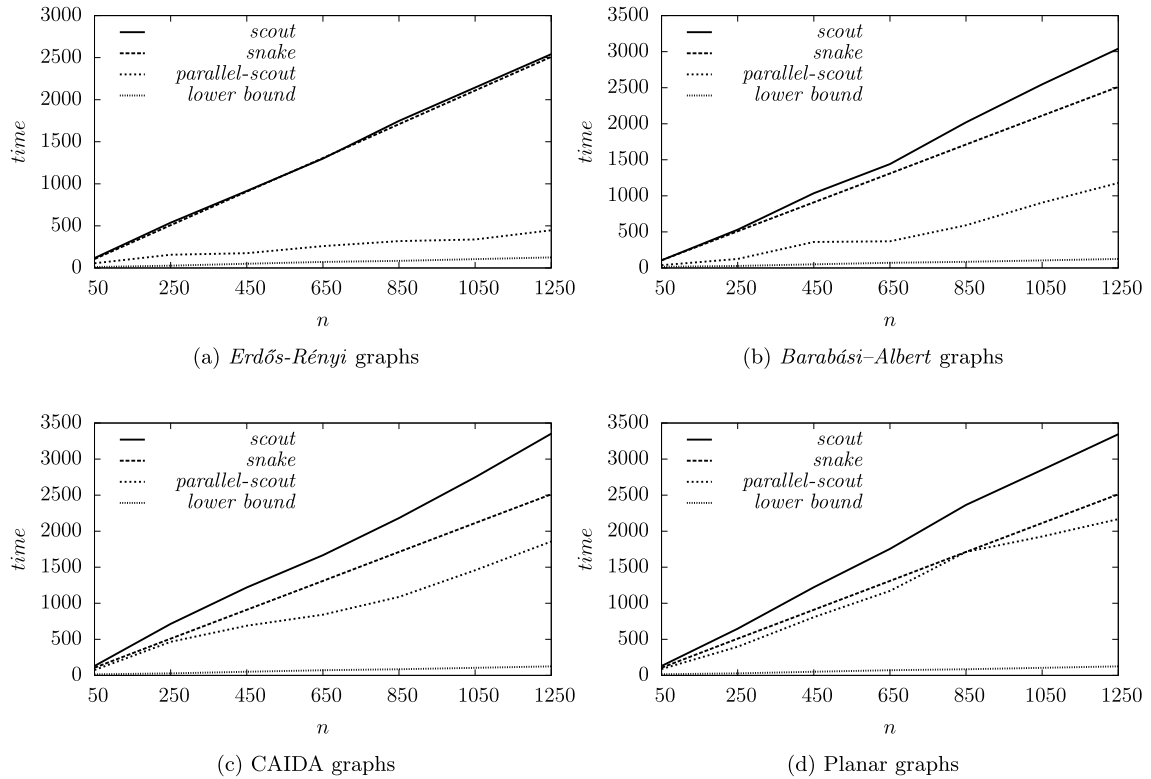 3000
2500
2000
1500
1000
500
0
time
scout
snake
parallel-scout
lower bound
50 250 450 650 850 1050 1250
n
(a) Erdős-Rényi graphs
3500
3000
2500
2000
1500
1000
500
0
time
scout
snake
parallel-scout
lower bound
50 250 450 650 850 1050 1250
n
(b) Barabási–Albert graphs
3500
3000
2500
2000
1500
1000
500
0
time
scout
snake
parallel-scout
lower bound
50 250 450 650 850 1050 1250
n
(c) CAIDA graphs
3500
3000
2500
2000
1500
1000
500
0
time
scout
snake
parallel-scout
lower bound
50 250 450 650 850 1050 1250
n
(d) Planar graphs